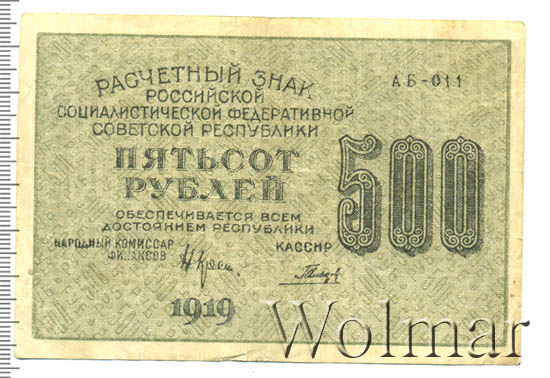 РАСЧЕТНЫЙ ЗНАК
РОССИЙСКОЙ
СОЦИАЛИСТИЧЕСКОЙ ФЕДЕРАТИВНОЙ
СОВЕТСКОЙ РЕСПУБЛИКИ
АБ-011
ПЯТЬСОТ
РУБЛЕЙ
500
ОБЕСПЕЧИВАЕТСЯ ВСЕМ
ДОСТОЯНИЕМ РЕСПУБЛИКИ
НАРОДНЫЙ КОМИССАР
ФИНАНСОВ
КАССИР
1919
Wolmar